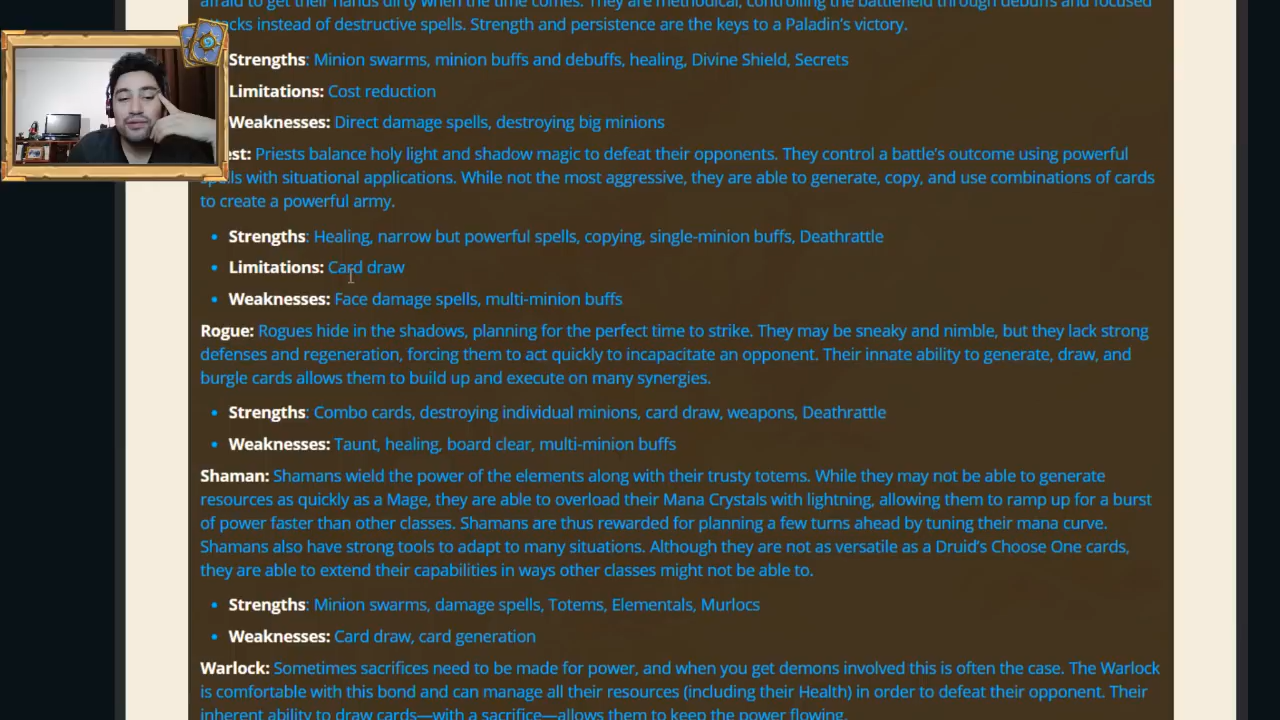 afraid to get their hands dirty when the time comes. They are methodical, controlling the battlefield through debuffs and focused
attacks instead of destructive spells. Strength and persistence are the keys to a Paladin's victory.
Strengths: Minion swarms, minion buffs and debuffs, healing, Divine Shield, Secrets
Limitations: Cost reduction
Weaknesses: Direct damage spells, destroying big minions
est: Priests balance holy light and shadow magic to defeat their opponents. They control a battle's outcome using powerful
spells with situational applications. While not the most aggressive, they are able to generate, copy, and use combinations of cards
to create a powerful army.
• Strengths: Healing, narrow but powerful spells, copying, single-minion buffs, Deathrattle
• Limitations: Card draw
• Weaknesses: Face damage spells, multi-minion buffs
Rogue: Rogues hide in the shadows, planning for the perfect time to strike. They may be sneaky and nimble, but they lack strong
defenses and regeneration, forcing them to act quickly to incapacitate an opponent. Their innate ability to generate, draw, and
burgle cards allows them to build up and execute on many synergies.
• Strengths: Combo cards, destroying individual minions, card draw, weapons, Deathrattle
• Weaknesses: Taunt, healing, board clear, multi-minion buffs
Shaman: Shamans wield the power of the elements along with their trusty totems. While they may not be able to generate
resources as quickly as a Mage, they are able to overload their Mana Crystals with lightning, allowing them to ramp up for a burst
of power faster than other classes. Shamans are thus rewarded for planning a few turns ahead by tuning their mana curve.
Shamans also have strong tools to adapt to many situations. Although they are not as versatile as a Druid's Choose One cards,
they are able to extend their capabilities in ways other classes might not be able to.
• Strengths: Minion swarms, damage spells, Totems, Elementals, Murlocs
• Weaknesses: Card draw, card generation
Warlock: Sometimes sacrifices need to be made for power, and when you get demons involved this is often the case. The Warlock
is comfortable with this bond and can manage all their resources (including their Health) in order to defeat their opponent. Their
inherent ability to draw cards—with a sacrifice—allows them to keep the power flowing.